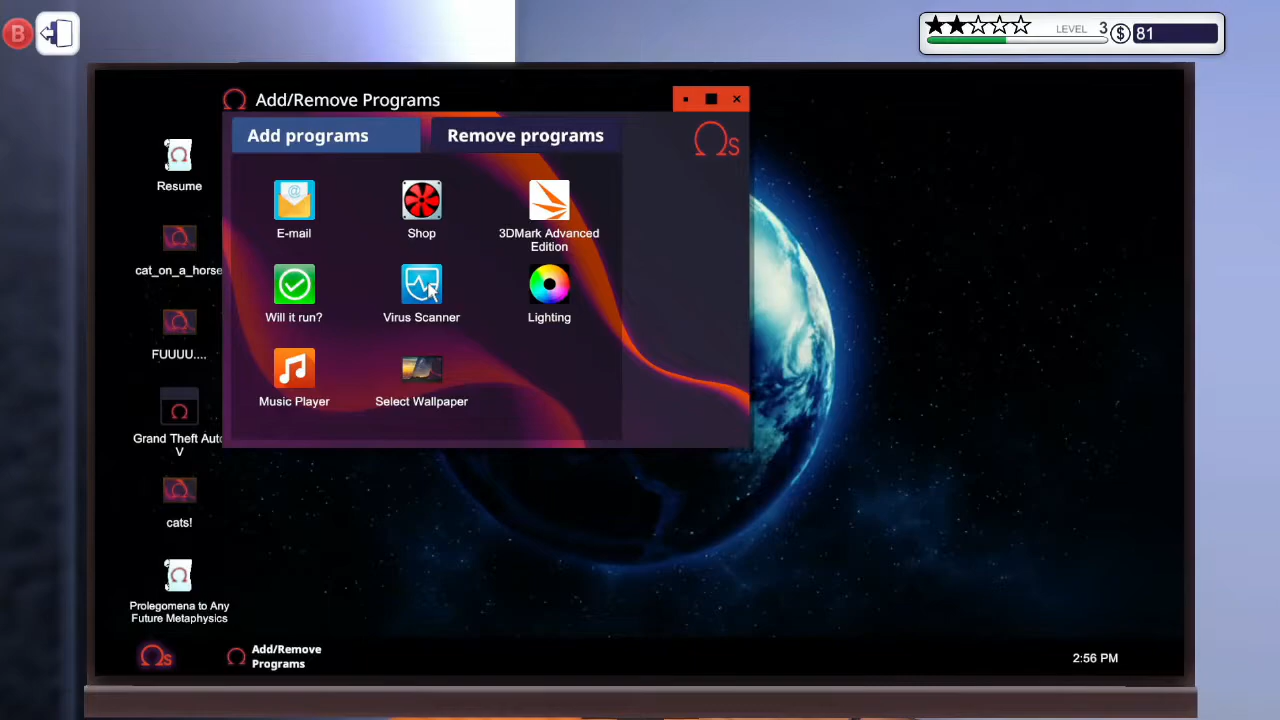 B
LEVEL 3
$ 81
Add/Remove Programs
Add programs
Remove programs
Ωs
E-mail
Shop
3DMark Advanced
Edition
Will it run?
Virus Scanner
Lighting
Music Player
Select Wallpaper
Resume
cat_on_a_horse
FUUUU....
Grand Theft Auto
V
cats!
Prolegomena to Any
Future Metaphysics
Ωs
Add/Remove
Programs
2:56 PM